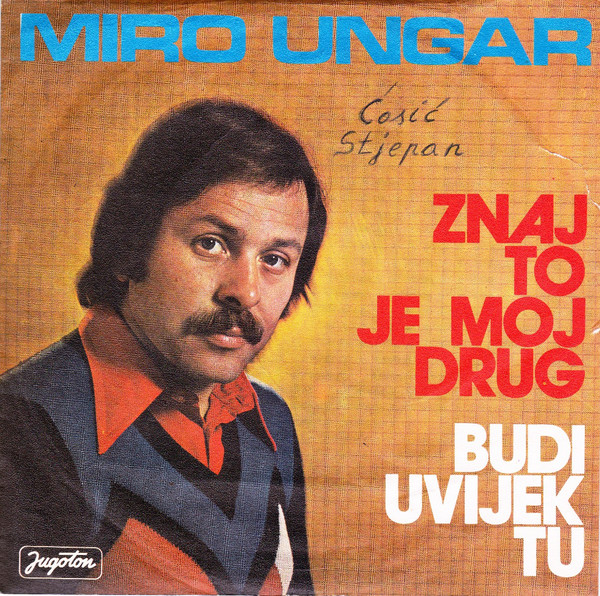 MIRO UNGAR
Ćosić
Stjepan
ZNAJ
TO
JE MOJ
DRUG
BUDI
UVIJEK
TU
Jugoton